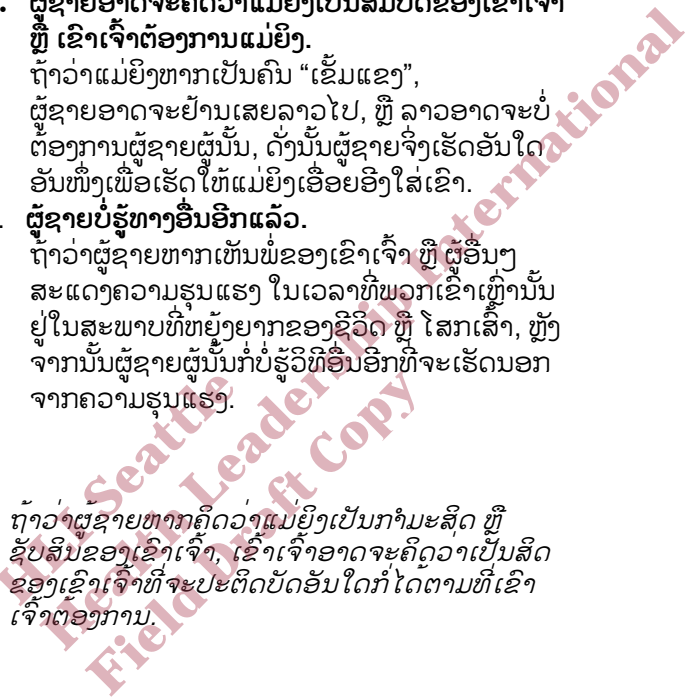 ຜູ້ຊາຍອາດຈະຄິດວ່າແມ່ຍິງເປັນສົມບັດຂອງເຂົາເຈົ້າ
ຫຼື ເຂົາເຈົ້າຕ້ອງການແມ່ຍິງ.
ຖ້າວ່າແມ່ຍິງຫາກເປັນຄົນ “ເຂັ້ມແຂງ”,
ຜູ້ຊາຍອາດຈະຢ້ານເສຍລາວໄປ, ຫຼື ລາວອາດຈະບໍ່
ຕ້ອງການຜູ້ຊາຍຜູ້ນັ້ນ, ດັ່ງນັ້ນຜູ້ຊາຍຈິ່ງເຮັດອັນໃດ
ອັນໜຶ່ງເພື່ອເຮັດໃຫ້ແມ່ຍິງເອື່ອຍອີງໃສ່ເຂົາ.
ຜູ້ຊາຍບໍ່ຮູ້ທາງອື່ນອີກແລ້ວ.
ຖ້າວ່າຜູ້ຊາຍຫາກເຫັນພໍ່ຂອງເຂົາເຈົ້າ ຫຼື ຜູ້ອື່ນໆ
ສະແດງຄວາມຮຸນແຮງ ໃນເວລາທີ່ພວກເຂົາເຫຼົ່ານັ້ນ
ຢູ່ໃນສະພາບທີ່ຫຍຸ້ງຍາກຂອງຊີວິດ ຫຼື ໂສກເສົ້າ, ຫຼັງ
ຈາກນັ້ນຜູ້ຊາຍຜູ້ນັ້ນກໍ່ບໍ່ຮູ້ວິທີອື່ນອີກທີ່ຈະເຮັດນອກ
ຈາກຄວາມຮຸນແຮງ.
ຖ້າວ່າຜູ້ຊາຍຫາກຄິດວ່າແມ່ຍິງເປັນກຳມະສິດ ຫຼື
ຊັບສິນຂອງເຂົາເຈົ້າ, ເຂົາເຈົ້າອາດຈະຄິດວ່າເປັນສິດ
ຂອງເຂົາເຈົ້າທີ່ຈະປະຕິດບັດອັນໃດກໍ່ໄດ້ຕາມທີ່ເຂົາ
ເຈົ້າຕ້ອງການ.
HLI Seattle
Health Leadership International
Field Draft Copy